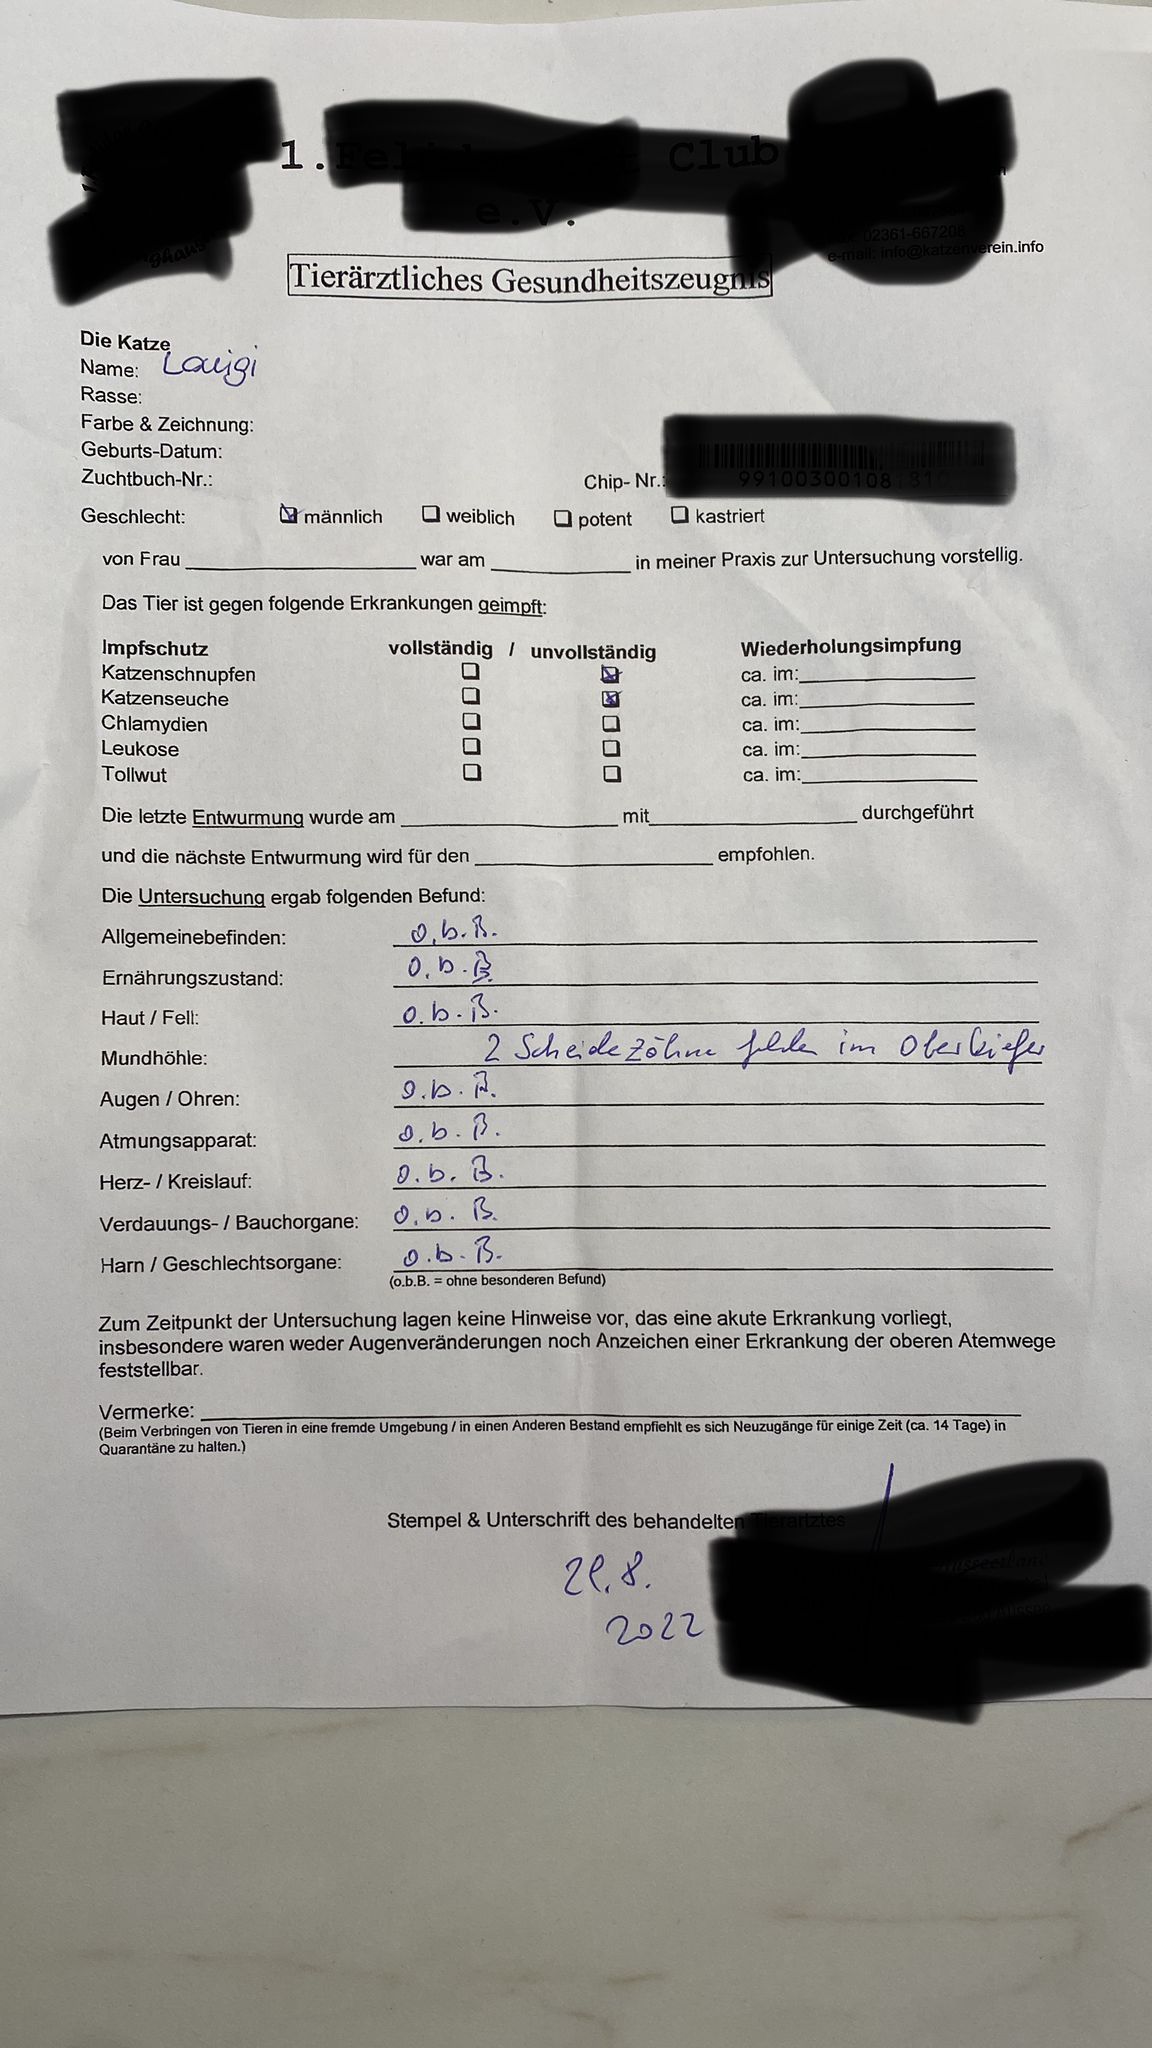 1. Club
e.V.
e-mail: info@katzenverein.info
Tierärztliches Gesundheitszeugnis
Die Katze
Name: Luigi
Rasse:
Farbe & Zeichnung:
Geburts-Datum:
Zuchtbuch-Nr.: Chip- Nr.:
Geschlecht: männlich weiblich potent kastriert
von Frau war am in meiner Praxis zur Untersuchung vorstellig.
Das Tier ist gegen folgende Erkrankungen geimpft:
Impfschutz vollständig / unvollständig Wiederholungsimpfung
Katzenschnupfen ca. im:
Katzenseuche ca. im:
Chlamydien ca. im:
Leukose ca. im:
Tollwut ca. im:
Die letzte Entwurmung wurde am mit durchgeführt
und die nächste Entwurmung wird für den empfohlen.
Die Untersuchung ergab folgenden Befund:
Allgemeinebefinden: o.b.B.
Ernährungszustand: o.b.B.
Haut / Fell: o.b.B.
Mundhöhle: 2 Zähne fehlen im Oberkiefer
Augen / Ohren: o.b.B.
Atmungsapparat: o.b.B.
Herz- / Kreislauf: o.b.B.
Verdauungs- / Bauchorgane: o.b.B.
Harn / Geschlechtsorgane: o.b.B.
(o.b.B. = ohne besonderen Befund)
Zum Zeitpunkt der Untersuchung lagen keine Hinweise vor, das eine akute Erkrankung vorliegt,
insbesondere waren weder Augenveränderungen noch Anzeichen einer Erkrankung der oberen Atemwege
feststellbar.
Vermerke:
(Beim Verbringen von Tieren in eine fremde Umgebung / in einen Anderen Bestand empfiehlt es sich Neuzugänge für einige Zeit (ca. 14 Tage) in
Quarantäne zu halten.)
Stempel & Unterschrift des behandelten Tierarztes
29.8.
2022